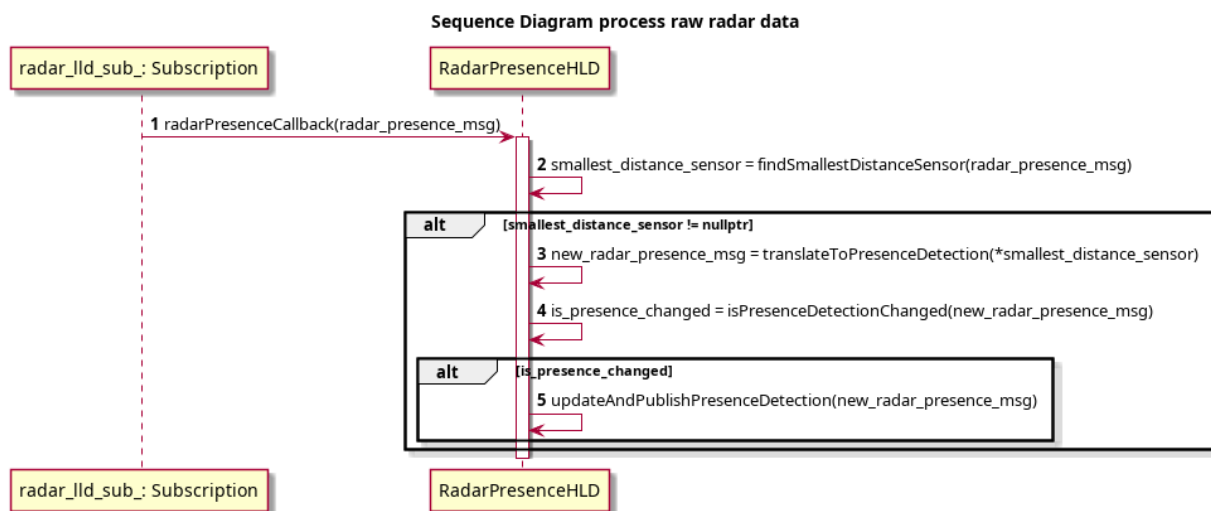 Sequence Diagram process raw radar data
radar_lld_sub_: Subscription
RadarPresenceHLD
1 radarPresenceCallback(radar_presence_msg)
2 smallest_distance_sensor = findSmallestDistanceSensor(radar_presence_msg)
alt [smallest_distance_sensor != nullptr]
3 new_radar_presence_msg = translateToPresenceDetection(*smallest_distance_sensor)
4 is_presence_changed = isPresenceDetectionChanged(new_radar_presence_msg)
alt [is_presence_changed]
5 updateAndPublishPresenceDetection(new_radar_presence_msg)
radar_lld_sub_: Subscription
RadarPresenceHLD